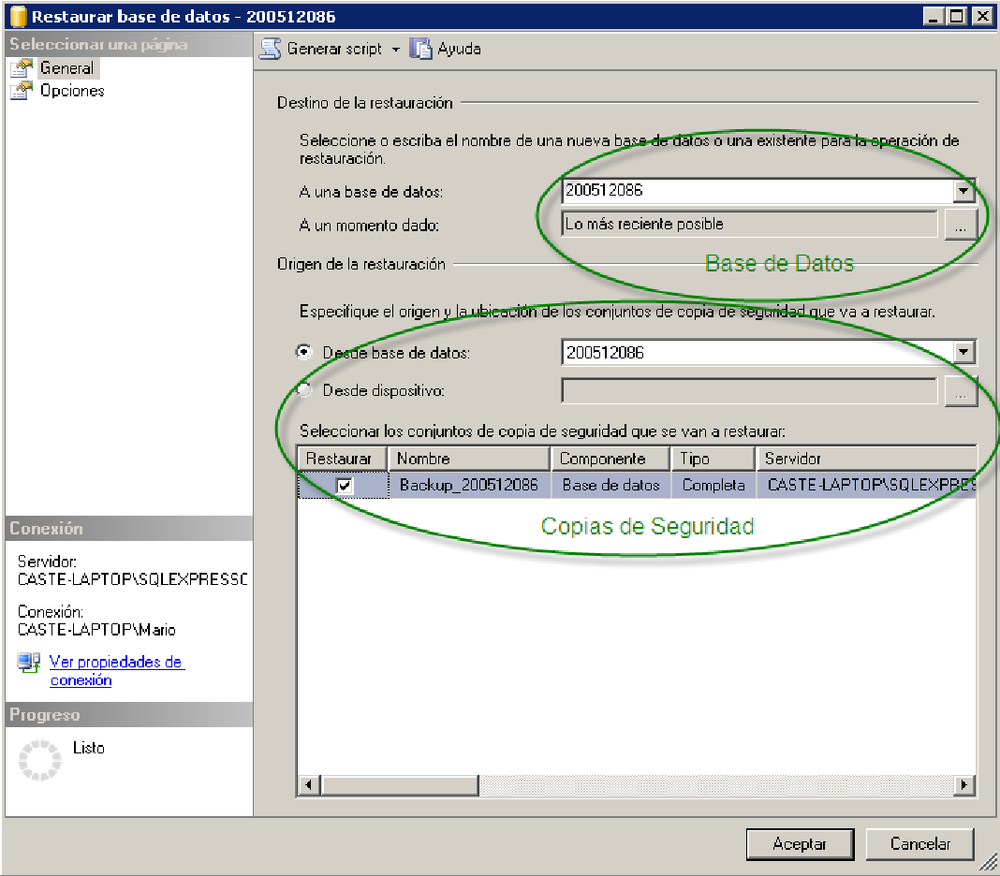 Restaurar base de datos - 200512086
Seleccionar una página
General
Opciones
Generar script
Ayuda
Destino de la restauración
Seleccione o escriba el nombre de una nueva base de datos o una existente para la operación de
restauración.
A una base de datos:
200512086
A un momento dado:
Lo más reciente posible
...
Base de Datos
Origen de la restauración
Especifique el origen y la ubicación de los conjuntos de copia de seguridad que va a restaurar.
Desde base de datos:
200512086
Desde dispositivo:
...
Seleccionar los conjuntos de copia de seguridad que se van a restaurar:
Restaurar Nombre Componente Tipo Servidor
Backup_200512086 Base de datos Completa CASTE-LAPTOP\SQLEXPRES
Copias de Seguridad
Conexión
Servidor:
CASTE-LAPTOP\SQLEXPRESSC
Conexión:
CASTE-LAPTOP\Mario
Ver propiedades de
conexión
Progreso
Listo
Aceptar
Cancelar